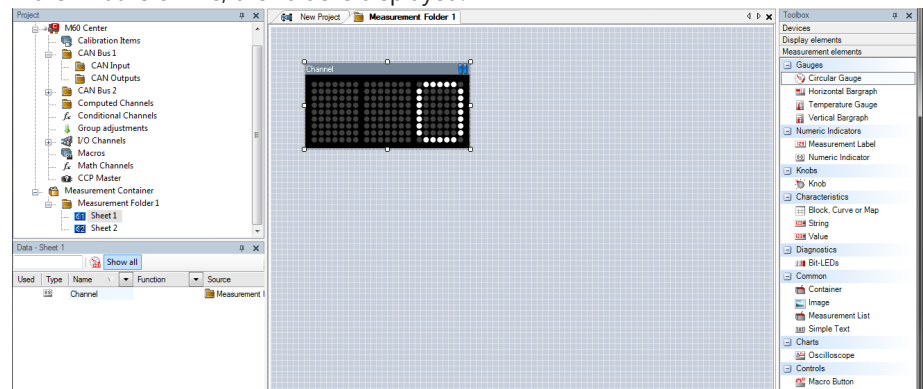 Project
M60 Center
Calibration Items
CAN Bus 1
CAN Input
CAN Outputs
CAN Bus 2
Computed Channels
fx Conditional Channels
Group adjustments
I/O Channels
Macros
fx Math Channels
CCP Master
Measurement Container
Measurement Folder 1
Sheet 1
Sheet 2
Data - Sheet 1
Show all
Used Type Name Function Source
Channel Measurement F
New Project Measurement Folder 1
Channel
0
Toolbox
Devices
Display elements
Measurement elements
Gauges
Circular Gauge
Horizontal Bargraph
Temperature Gauge
Vertical Bargraph
Numeric Indicators
Measurement Label
Numeric Indicator
Knobs
Knob
Characteristics
Block, Curve or Map
String
Value
Diagnostics
Bit-LEDs
Common
Container
Image
Measurement List
Simple Text
Charts
Oscilloscope
Controls
Macro Button